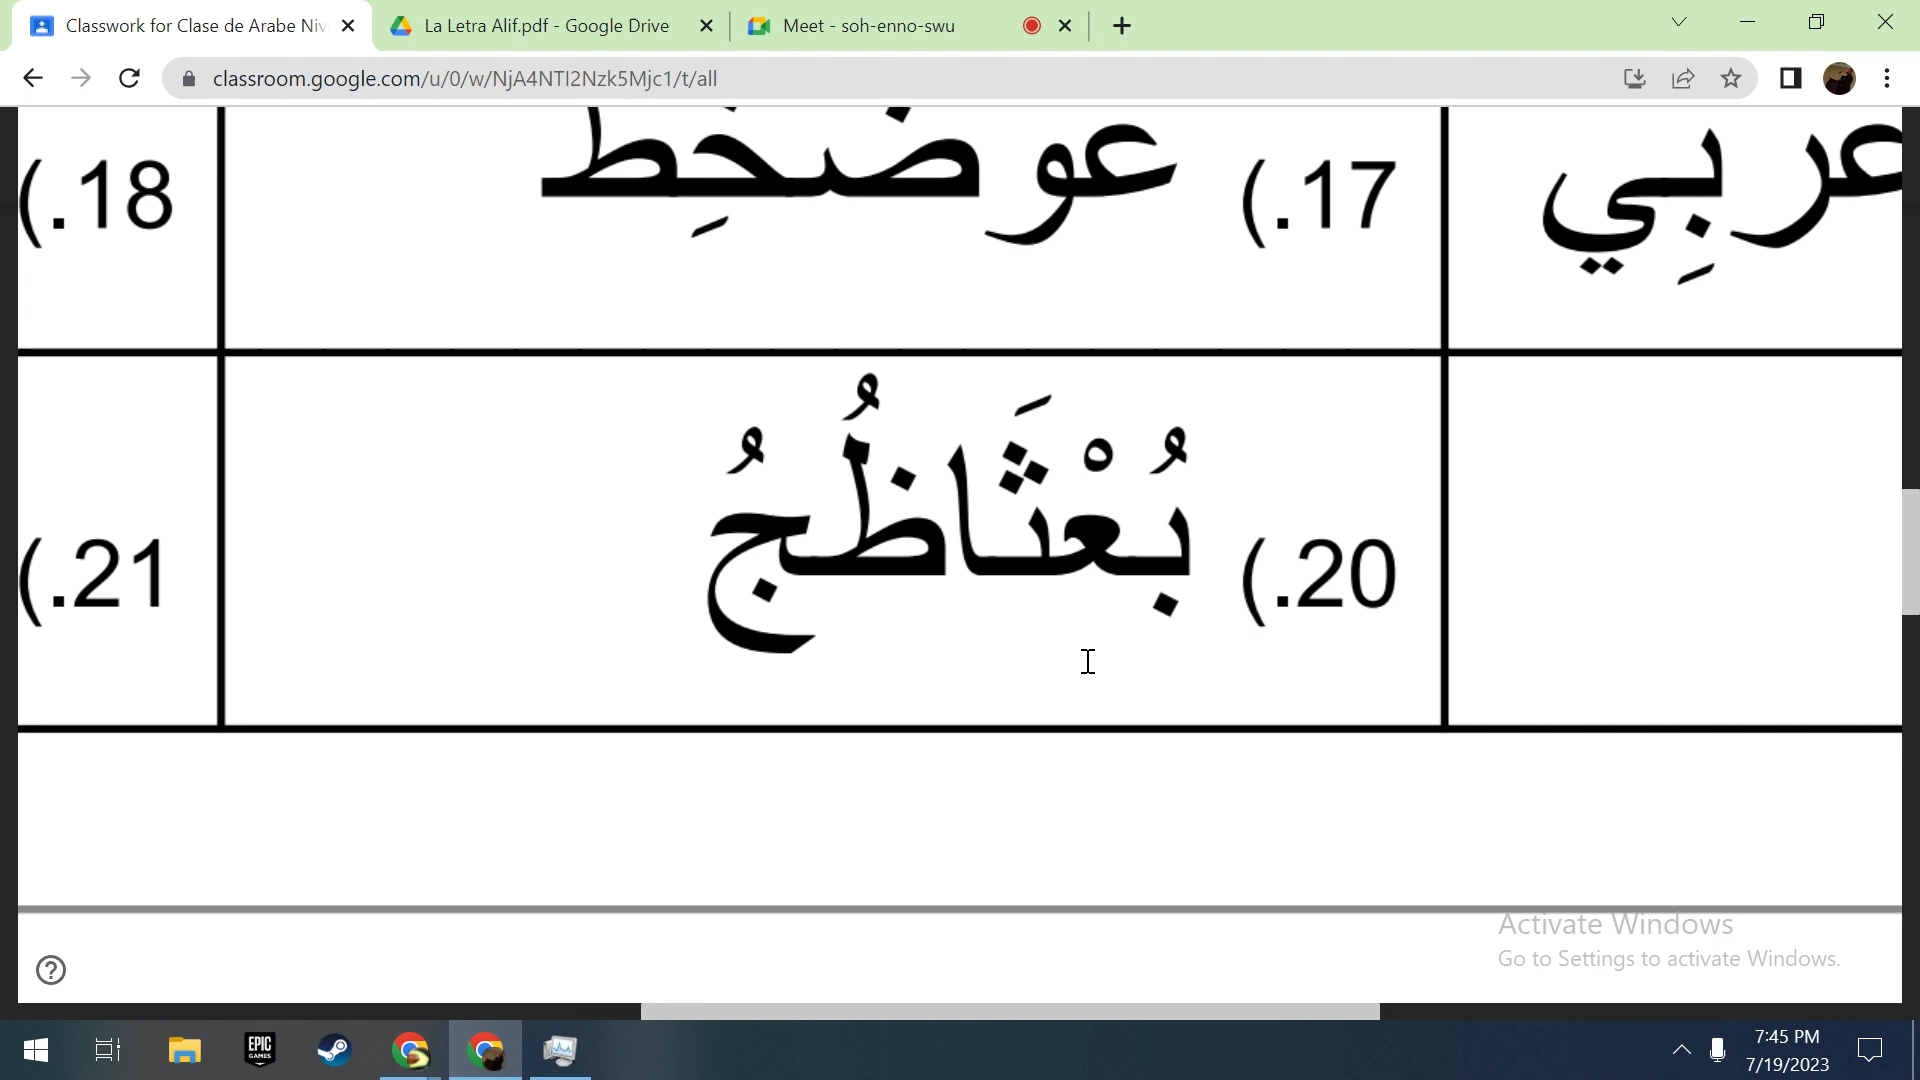 Classwork for Clase de Arabe Niv
La Letra Alif.pdf - Google Drive
Meet - soh-enno-swu
classroom.google.com/u/0/w/NjA4NTI2Nzk5Mjc1/t/all
عربِي
17.) عو ضخِط
18.)
20.) بُعْثَاظُجُ
21.)
Activate Windows
Go to Settings to activate Windows.
EPIC GAMES
7:45 PM
7/19/2023